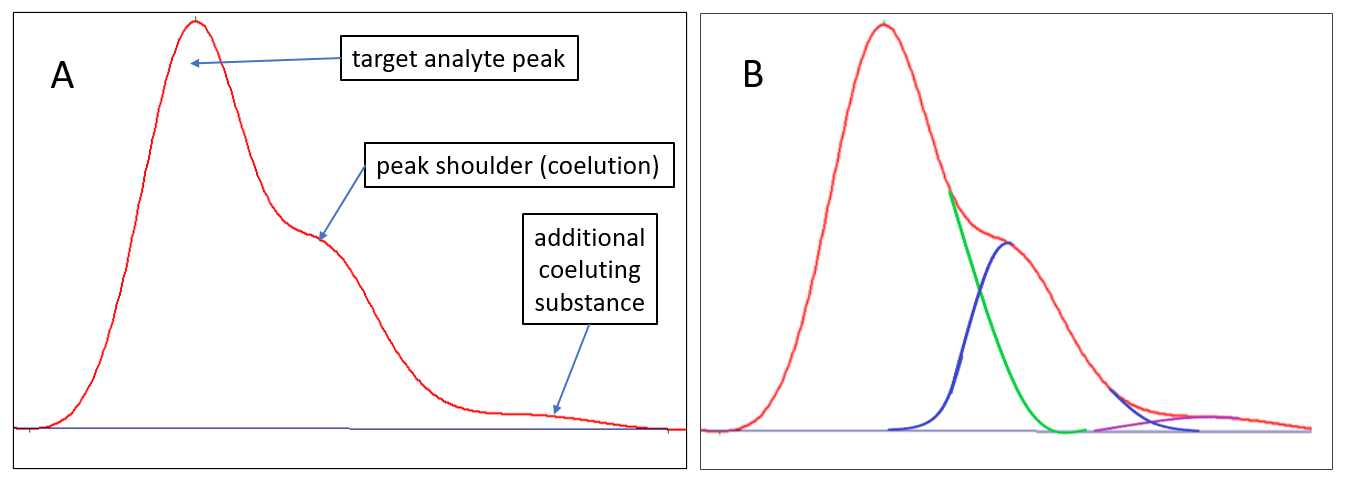 A
target analyte peak
peak shoulder (coelution)
additional
coeluting
substance
B